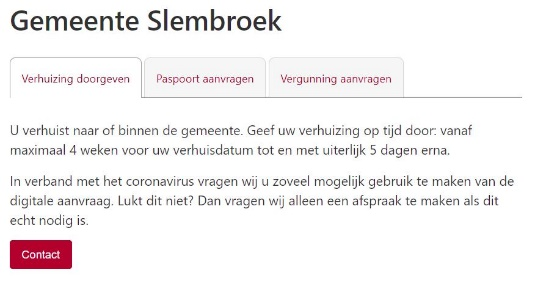 Gemeente Slembroek
Verhuizing doorgeven
Paspoort aanvragen
Vergunning aanvragen
U verhuist naar of binnen de gemeente. Geef uw verhuizing op tijd door: vanaf
maximaal 4 weken voor uw verhuisdatum tot en met uiterlijk 5 dagen erna.
In verband met het coronavirus vragen wij u zoveel mogelijk gebruik te maken van de
digitale aanvraag. Lukt dit niet? Dan vragen wij alleen een afspraak te maken als dit
echt nodig is.
Contact